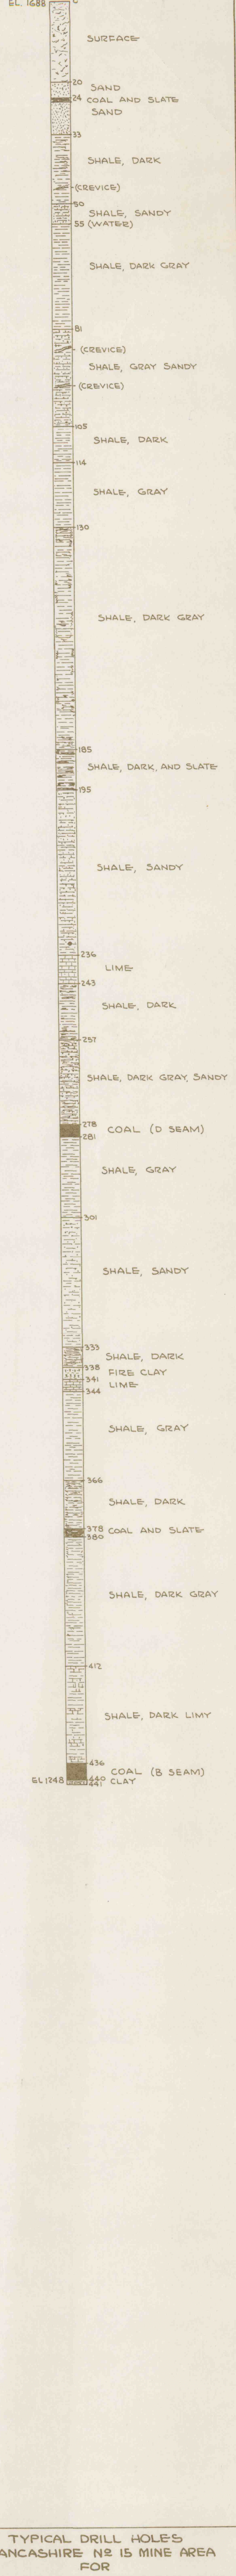 EL. 1688 0
SURFACE
20
SAND
24 COAL AND SLATE
SAND
33
SHALE, DARK
(CREVICE)
50
SHALE, SANDY
55 (WATER)
SHALE, DARK GRAY
81
(CREVICE)
SHALE, GRAY SANDY
(CREVICE)
105
SHALE, DARK
114
SHALE, GRAY
130
SHALE, DARK GRAY
185
SHALE, DARK, AND SLATE
195
SHALE, SANDY
236
LIME
243
SHALE, DARK
257
SHALE, DARK GRAY, SANDY
278
COAL (D SEAM)
281
SHALE, GRAY
301
SHALE, SANDY
333
SHALE, DARK
338
FIRE CLAY
341
LIME
344
SHALE, GRAY
366
SHALE, DARK
378 COAL AND SLATE
380
SHALE, DARK GRAY
412
SHALE, DARK LIMY
436
COAL (B SEAM)
EL 1248 440 CLAY
441
TYPICAL DRILL HOLES
ANCASHIRE Nº 15 MINE AREA
FOR